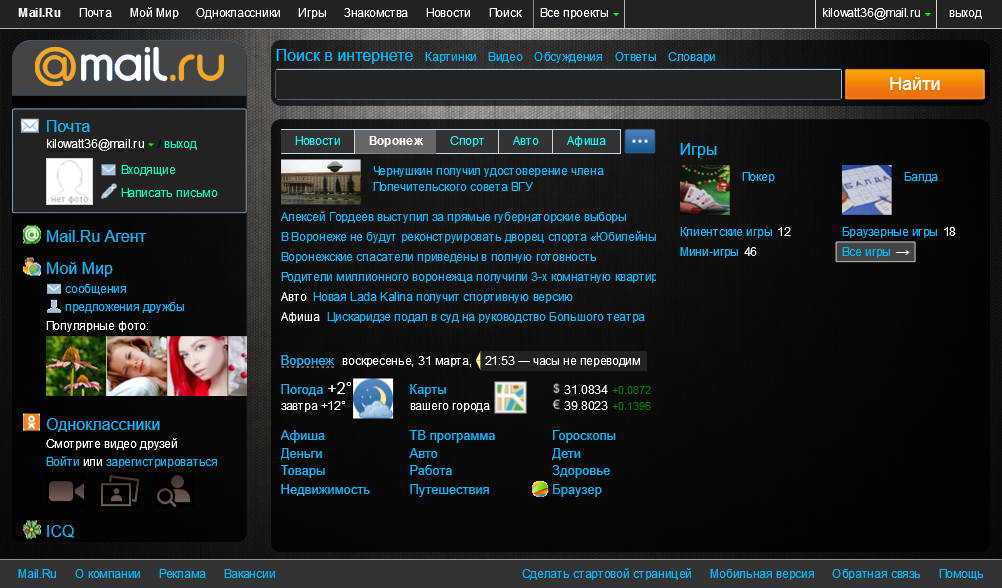 Mail.Ru Почта Мой Мир Одноклассники Игры Знакомства Новости Поиск Все проекты kilowatt36@mail.ru выход
@mail.ru
Поиск в интернете Картинки Видео Обсуждения Ответы Словари
Найти
Почта
kilowatt36@mail.ru / выход
нет фото
Входящие
Написать письмо
Mail.Ru Агент
Мой Мир
сообщения
предложения дружбы
Популярные фото:
Одноклассники
Смотрите видео друзей
Войти или зарегистрироваться
ICQ
Новости Воронеж Спорт Авто Афиша ...
Чернушкин получил удостоверение члена
Попечительского совета ВГУ
Алексей Гордеев выступил за прямые губернаторские выборы
В Воронеже не будут реконструировать дворец спорта «Юбилейны
Воронежские спасатели приведены в полную готовность
Родители миллионного воронежца получили 3-х комнатную квартир
Авто Новая Lada Kalina получит спортивную версию
Афиша Цискаридзе подал в суд на руководство Большого театра
Воронеж воскресенье, 31 марта, 21:53 — часы не переводим
Погода +2°
завтра +12°
Карты
вашего города
$ 31.0834 +0.0872
€ 39.8023 +0.1396
Афиша ТВ программа Гороскопы
Деньги Авто Дети
Товары Работа Здоровье
Недвижимость Путешествия Браузер
Игры
Покер
БАЛДА
Балда
Клиентские игры 12 Браузерные игры 18
Мини-игры 46 Все игры →
Mail.Ru О компании Реклама Вакансии Сделать стартовой страницей Мобильная версия Обратная связь Помощь